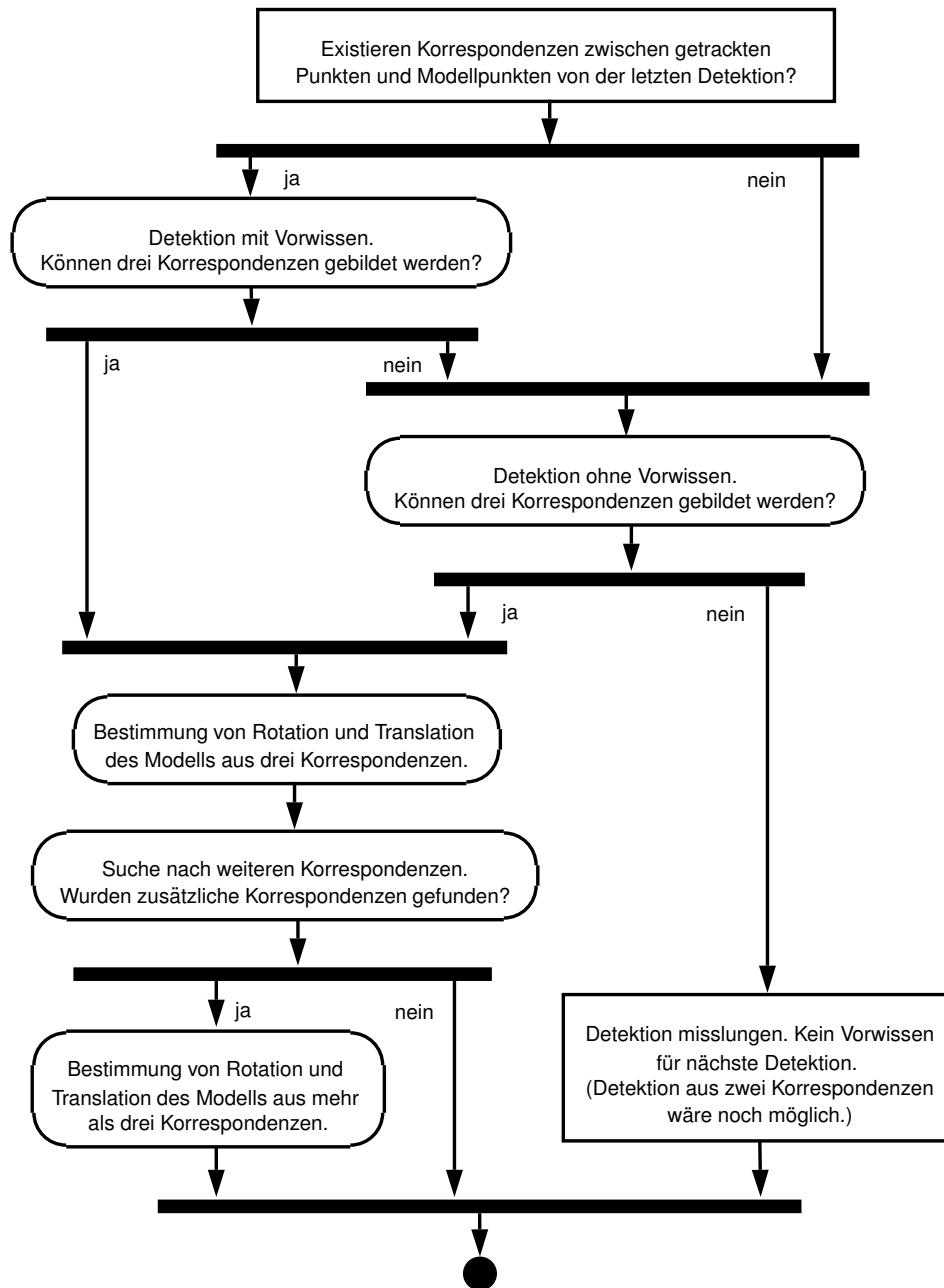 Existieren Korrespondenzen zwischen getrackten
Punkten und Modellpunkten von der letzten Detektion?
ja
nein
Detektion mit Vorwissen.
Können drei Korrespondenzen gebildet werden?
ja
nein
Detektion ohne Vorwissen.
Können drei Korrespondenzen gebildet werden?
ja
nein
Bestimmung von Rotation und Translation
des Modells aus drei Korrespondenzen.
Suche nach weiteren Korrespondenzen.
Wurden zusätzliche Korrespondenzen gefunden?
ja
nein
Bestimmung von Rotation und
Translation des Modells aus mehr
als drei Korrespondenzen.
Detektion misslungen. Kein Vorwissen
für nächste Detektion.
(Detektion aus zwei Korrespondenzen
wäre noch möglich.)